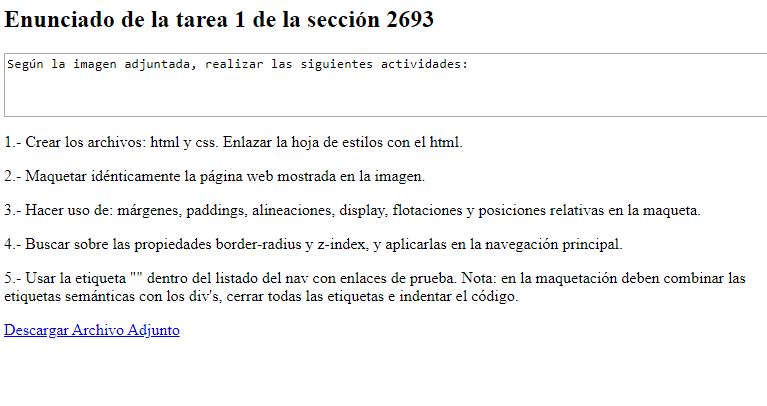 Enunciado de la tarea 1 de la sección 2693
Según la imagen adjuntada, realizar las siguientes actividades:
1.- Crear los archivos: html y css. Enlazar la hoja de estilos con el html.
2.- Maquetar idénticamente la página web mostrada en la imagen.
3.- Hacer uso de: márgenes, paddings, alineaciones, display, flotaciones y posiciones relativas en la maqueta.
4.- Buscar sobre las propiedades border-radius y z-index, y aplicarlas en la navegación principal.
5.- Usar la etiqueta "" dentro del listado del nav con enlaces de prueba. Nota: en la maquetación deben combinar las
etiquetas semánticas con los div's, cerrar todas las etiquetas e indentar el código.
Descargar Archivo Adjunto